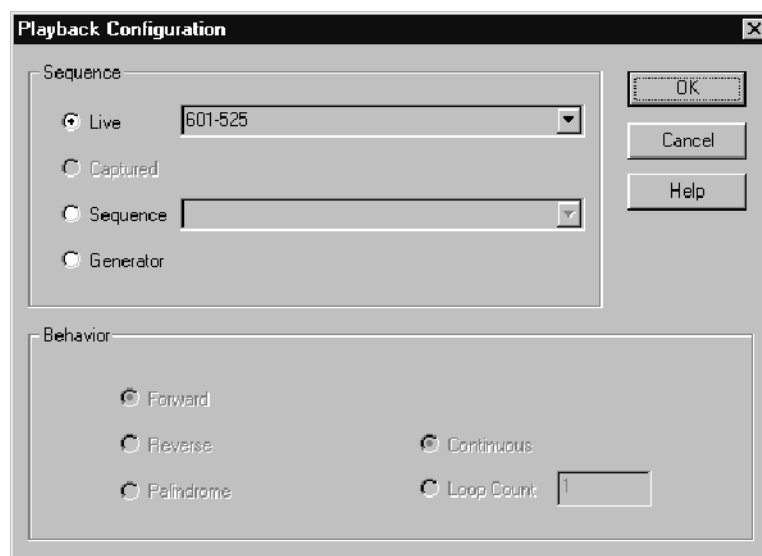 Playback Configuration
Sequence
Live 601-525
Captured
Sequence
Generator
OK
Cancel
Help
Behavior
Forward
Reverse
Palindrome
Continuous
Loop Count: 1